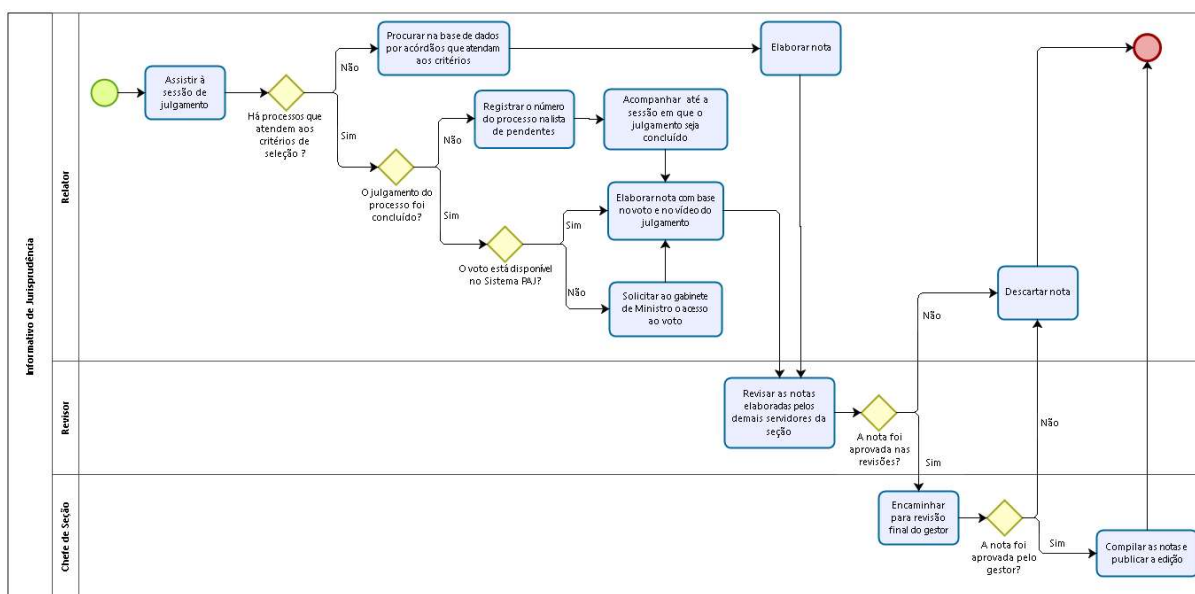 Informativo de Jurisprudência
Relator
Assistir à
sessão de
julgamento
Há processos que
atendem aos
critérios de
seleção ?
Não
Procurar na base de dados
por acórdãos que atendam
aos critérios
Elaborar nota
Sim
O julgamento do
processo foi
concluído?
Não
Registrar o número
do processo na lista
de pendentes
Acompanhar até a
sessão em que o
julgamento seja
concluído
Sim
O voto está disponível
no Sistema PAJ?
Sim
Elaborar nota com base
no voto e no vídeo do
julgamento
Não
Solicitar ao gabinete
de Ministro o acesso
ao voto
Descartar nota
Revisor
Revisar as notas
elaboradas pelos
demais servidores da
seção
A nota foi
aprovada nas
revisões?
Não
Sim
Chefe de Seção
Encaminhar
para revisão
final do gestor
A nota foi
aprovada pelo
gestor?
Não
Sim
Compilar as notas e
publicar a edição